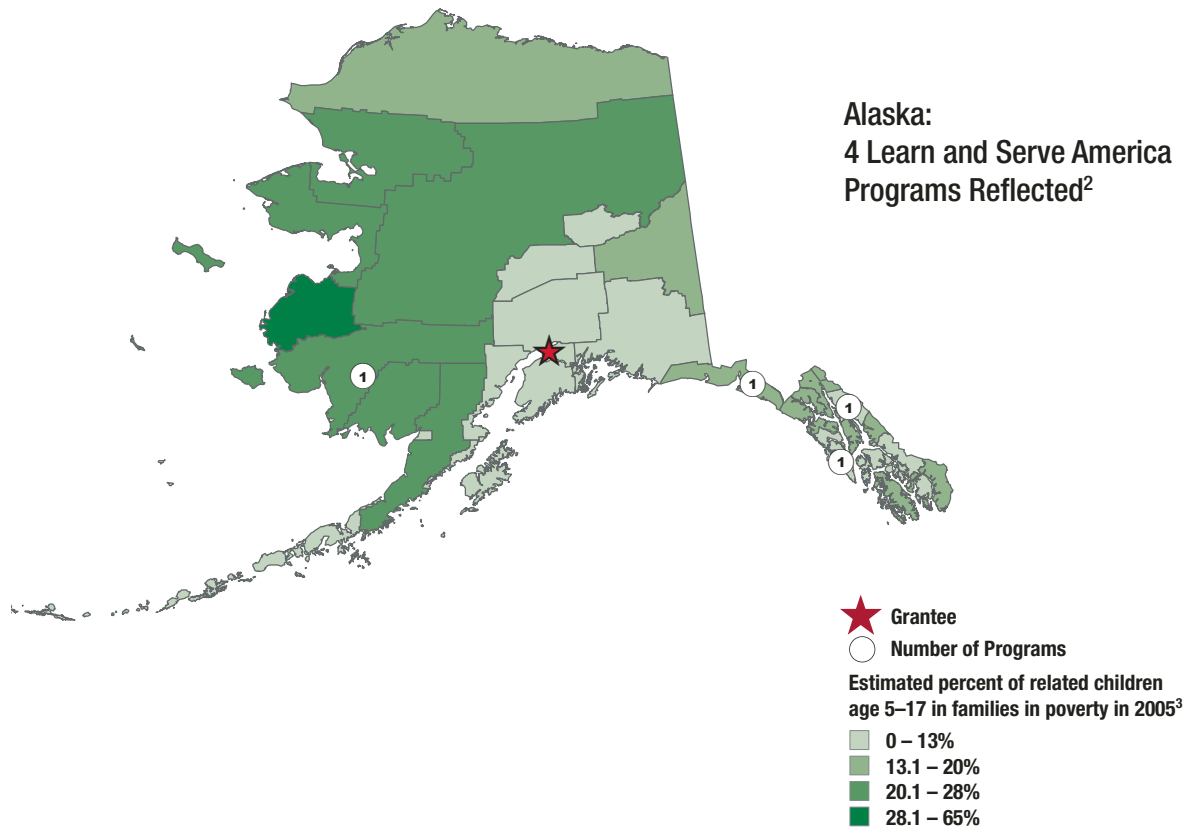 Alaska:
4 Learn and Serve America
Programs Reflected2
1
1
1
1
Grantee
Number of Programs
Estimated percent of related children
age 5–17 in families in poverty in 20053
0 – 13%
13.1 – 20%
20.1 – 28%
28.1 – 65%